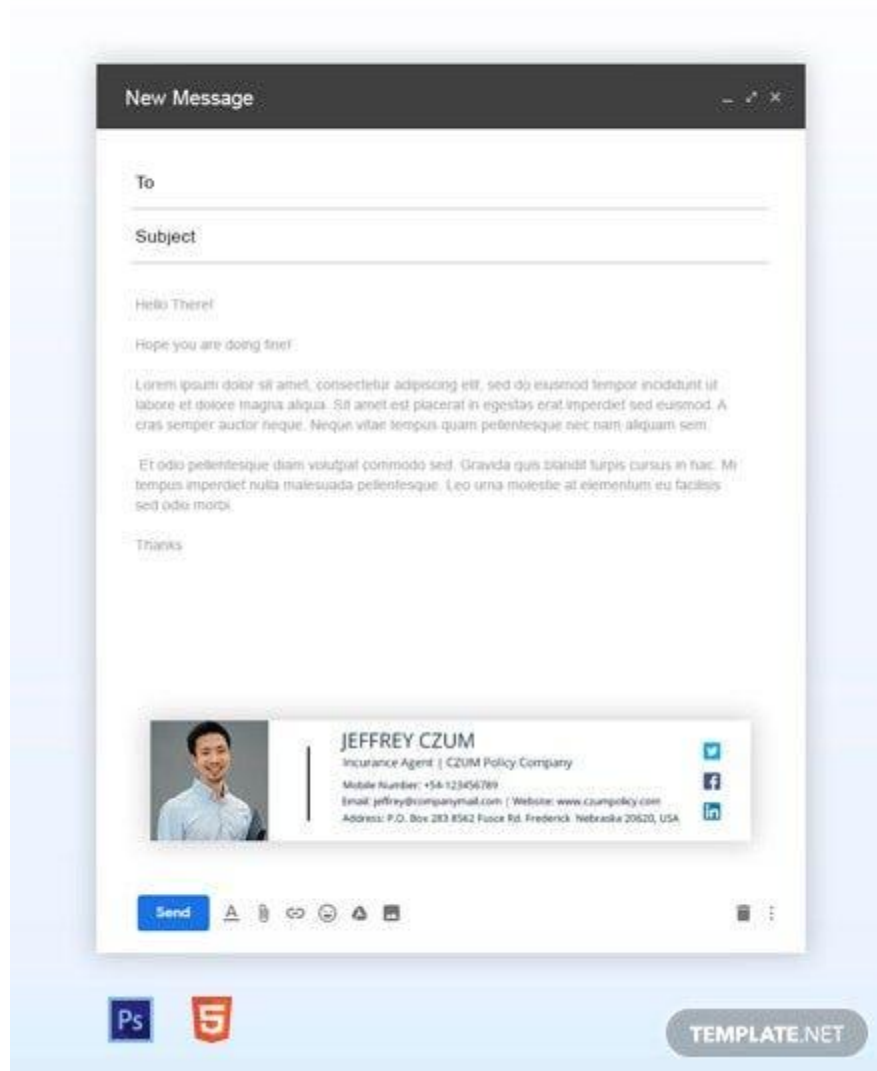 New Message
To
Subject
Hello There!
Hope you are doing fine!
Lorem ipsum dolor sit amet, consectetur adipiscing elit, sed do eiusmod tempor incididunt ut
labore et dolore magna aliqua. Sit amet est placerat in egestas erat imperdiet sed euismod. A
cras semper auctor neque. Neque vitae tempus quam pellentesque nec nam aliquam sem.
Et odio pellentesque diam volutpat commodo sed. Gravida quis blandit turpis cursus in hac. Mi
tempus imperdiet nulla malesuada pellentesque. Leo urna molestie at elementum eu facilisis
sed odio morbi.
Thanks
JEFFREY CZUM
Incurance Agent | CZUM Policy Company
Mobile Number: +54-123456789
Email: jeffrey@companymail.com | Website: www.czumpolicy.com
Address: P.O. Box 283 8562 Fusce Rd. Frederick Nebraska 20620, USA
Send
Ps
5
TEMPLATE.NET